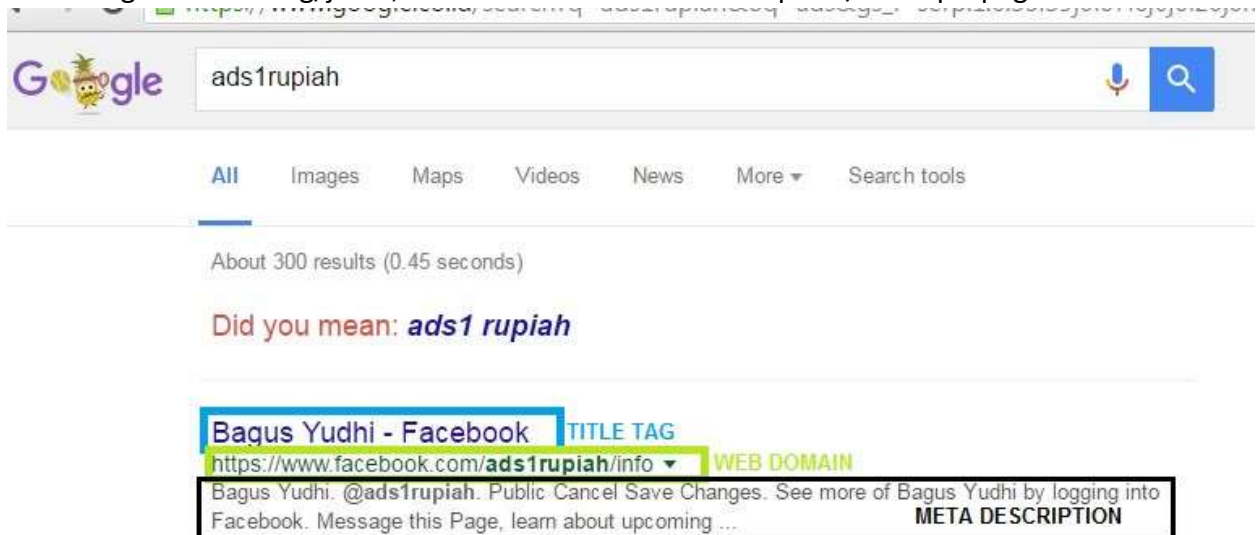 Google ads1rupiah
All Images Maps Videos News More Search tools
About 300 results (0.45 seconds)
Did you mean: ads1 rupiah
Bagus Yudhi - Facebook TITLE TAG
https://www.facebook.com/ads1rupiah/info WEB DOMAIN
Bagus Yudhi. @ads1rupiah. Public Cancel Save Changes. See more of Bagus Yudhi by logging into
Facebook. Message this Page, learn about upcoming ... META DESCRIPTION